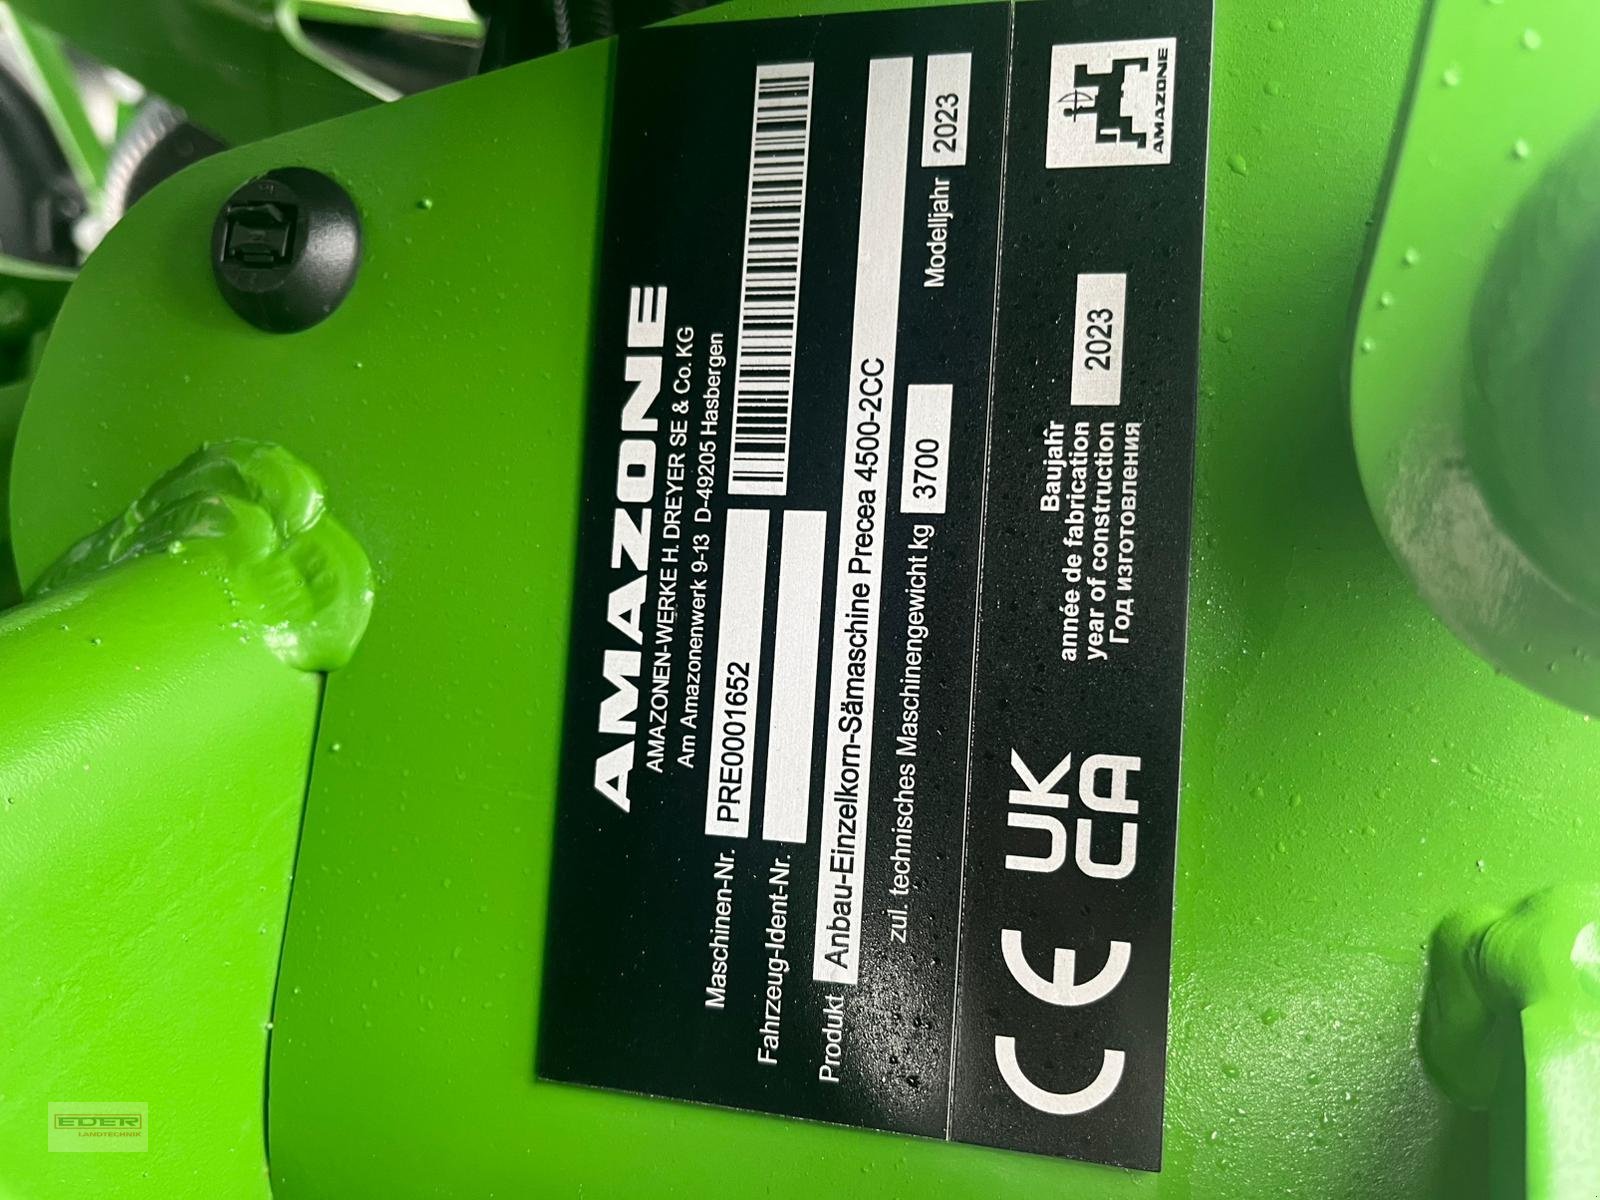 AMAZONE
AMAZONEN-WERKE H. DREYER SE & Co. KG
Am Amazonenwerk 9-13 D-49205 Hasbergen
Maschinen-Nr. PRE0001652
Fahrzeug-Ident-Nr.
Produkt Anbau-Einzelkorn-Sämaschine Precea 4500-2CC
zul. technisches Maschinengewicht kg 3700 Modelljahr 2023
CE UK
CA
Baujahr
année de fabrication
year of construction
Год изготовления
2023
AMAZONE
EDER
LANDTECHNIK